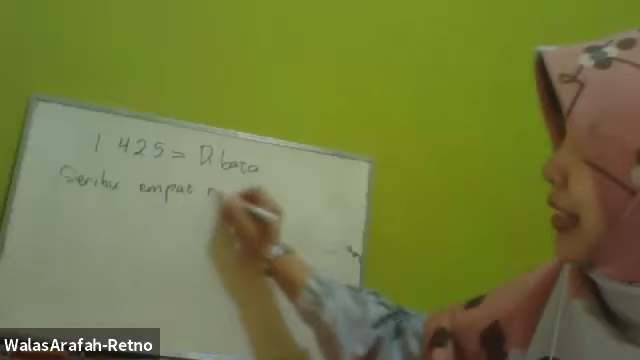 1 425 = Dibaca
Seribu empat r
WalasArafah-Retno